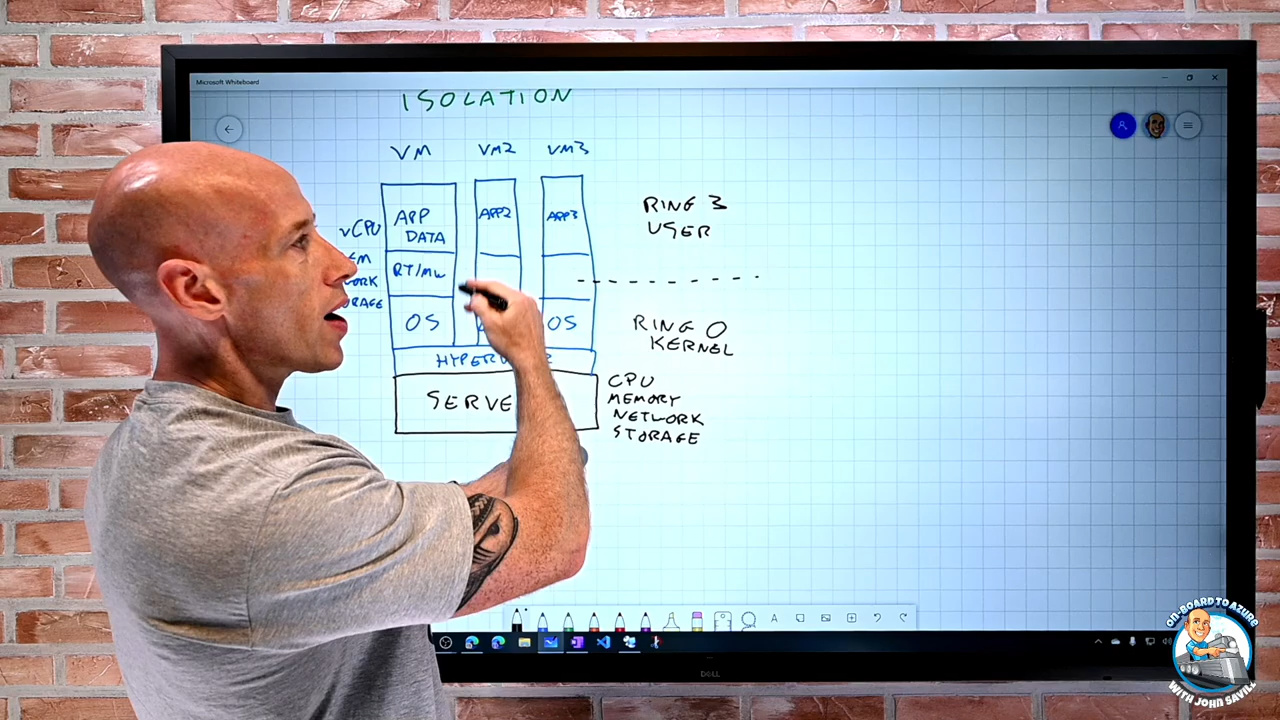 Microsoft Whiteboard
ISOLATION
VM VM2 VM3
APP
DATA
APP2
APP3
vCPU
RT/MW
OS
OS
RING 3
USER
RING 0
KERNEL
SERVE
CPU
MEMORY
NETWORK
STORAGE
DELL
ON-BOARD TO AZURE
WITH JOHN SAVILL